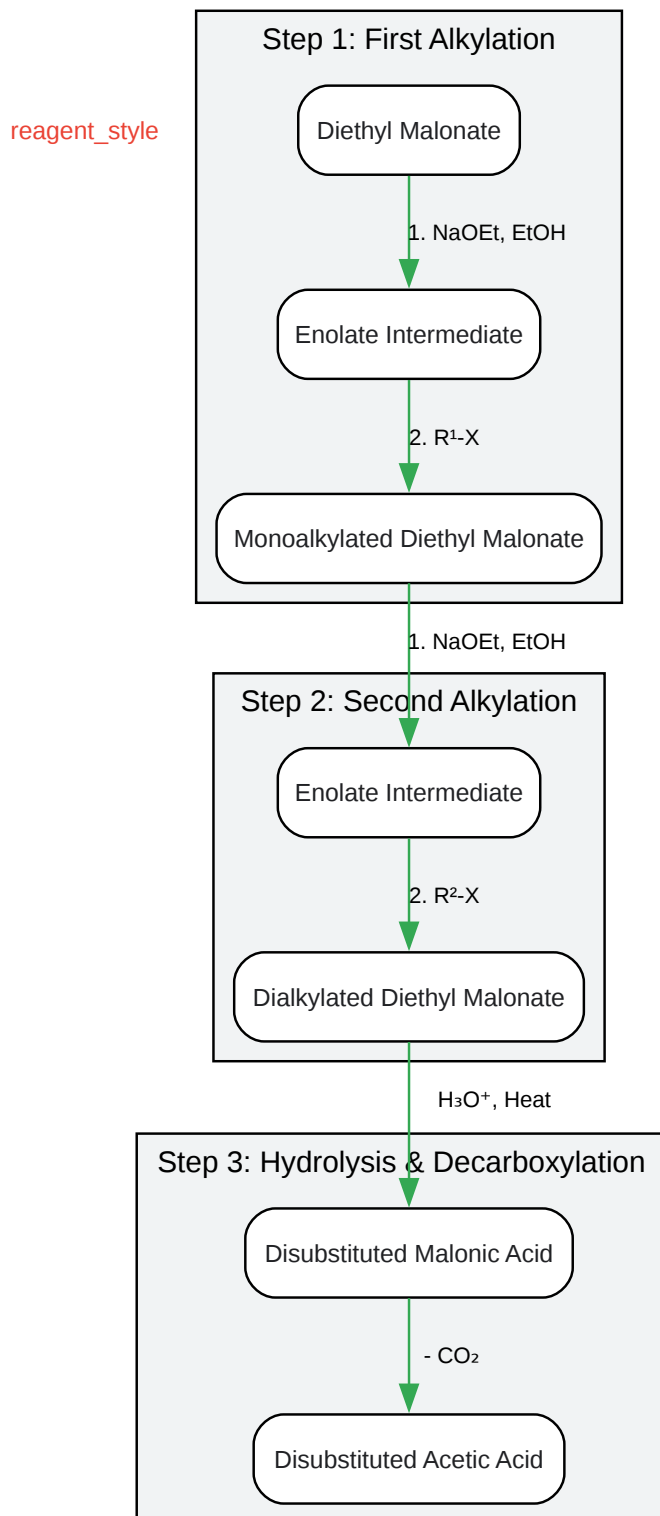 Step 1: First Alkylation
reagent_style
Diethyl Malonate
1. NaOEt, EtOH
Enolate Intermediate
2. R¹-X
Monoalkylated Diethyl Malonate
1. NaOEt, EtOH
Step 2: Second Alkylation
Enolate Intermediate
2. R²-X
Dialkylated Diethyl Malonate
H₃O⁺, Heat
Step 3: Hydrolysis & Decarboxylation
Disubstituted Malonic Acid
- CO₂
Disubstituted Acetic Acid